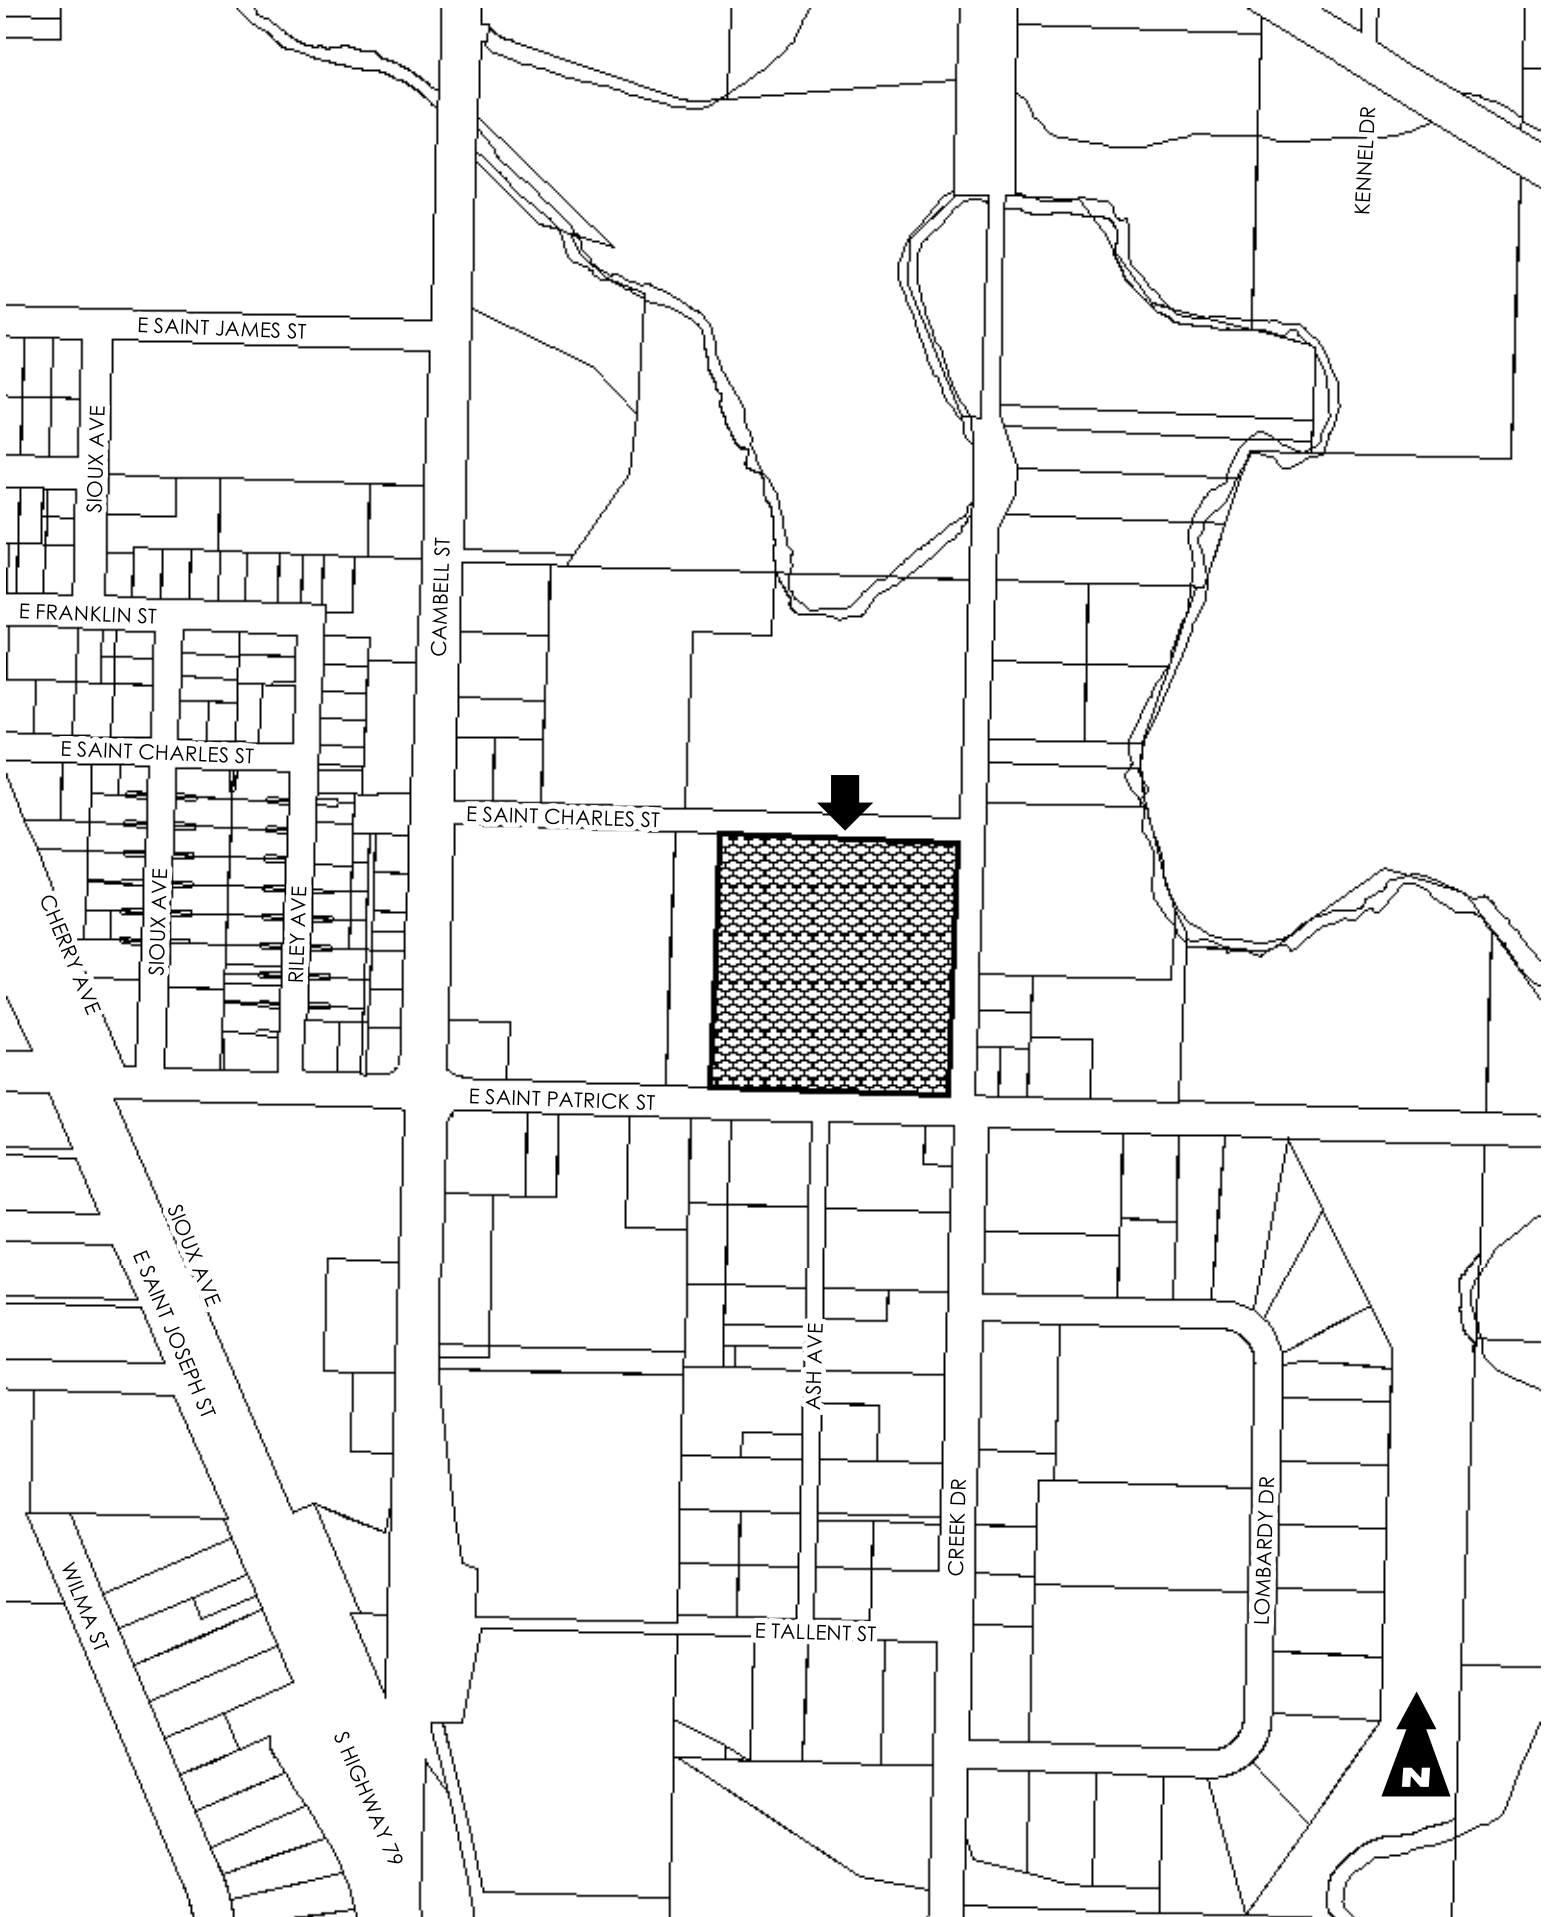 KENNEL DR
E SAINT JAMES ST
SIOUX AVE
CAMBELL ST
E FRANKLIN ST
E SAINT CHARLES ST
E SAINT CHARLES ST
CHERRY AVE
SIOUX AVE
RILEY AVE
E SAINT PATRICK ST
SIOUX AVE
E SAINT JOSEPH ST
ASH AVE
CREEK DR
LOMBARDY DR
WILMA ST
E TALLENT ST
S HIGHWAY 79
N